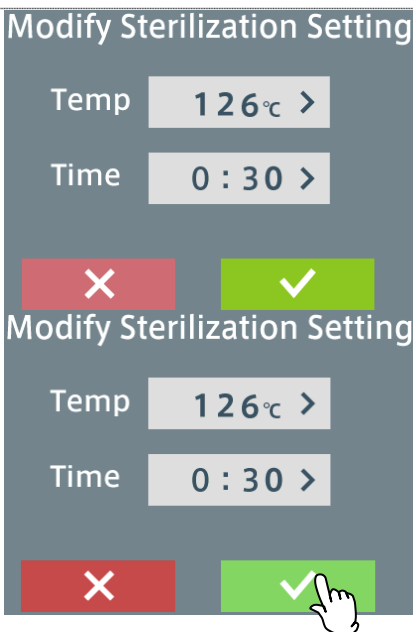 Modify Sterilization Setting
Temp 126℃ >
Time 0:30 >
Modify Sterilization Setting
Temp 126℃ >
Time 0:30 >